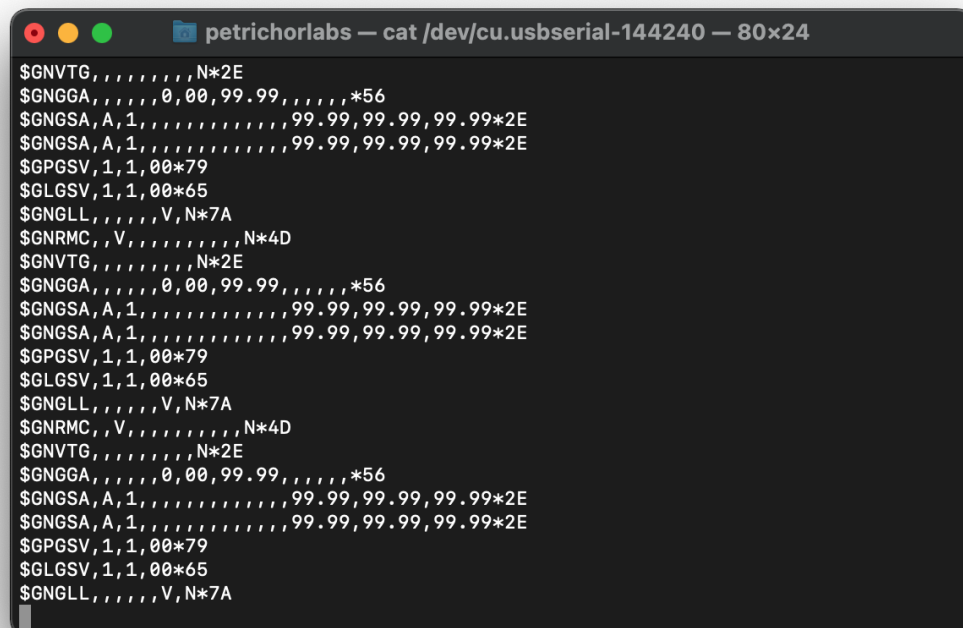 petrichorlabs — cat /dev/cu.usbserial-144240 — 80×24
$GNVTG,,,,,,,,,N*2E
$GNGGA,,,,,,0,00,99.99,,,,,,*56
$GNGSA,A,1,,,,,,,,,,,,,99.99,99.99,99.99*2E
$GNGSA,A,1,,,,,,,,,,,,,99.99,99.99,99.99*2E
$GPGSV,1,1,00*79
$GLGSV,1,1,00*65
$GNGLL,,,,,,V,N*7A
$GNRMC,,V,,,,,,,,,,N*4D
$GNVTG,,,,,,,,,N*2E
$GNGGA,,,,,,0,00,99.99,,,,,,*56
$GNGSA,A,1,,,,,,,,,,,,,99.99,99.99,99.99*2E
$GNGSA,A,1,,,,,,,,,,,,,99.99,99.99,99.99*2E
$GPGSV,1,1,00*79
$GLGSV,1,1,00*65
$GNGLL,,,,,,V,N*7A
$GNRMC,,V,,,,,,,,,,N*4D
$GNVTG,,,,,,,,,N*2E
$GNGGA,,,,,,0,00,99.99,,,,,,*56
$GNGSA,A,1,,,,,,,,,,,,,99.99,99.99,99.99*2E
$GNGSA,A,1,,,,,,,,,,,,,99.99,99.99,99.99*2E
$GPGSV,1,1,00*79
$GLGSV,1,1,00*65
$GNGLL,,,,,,V,N*7A